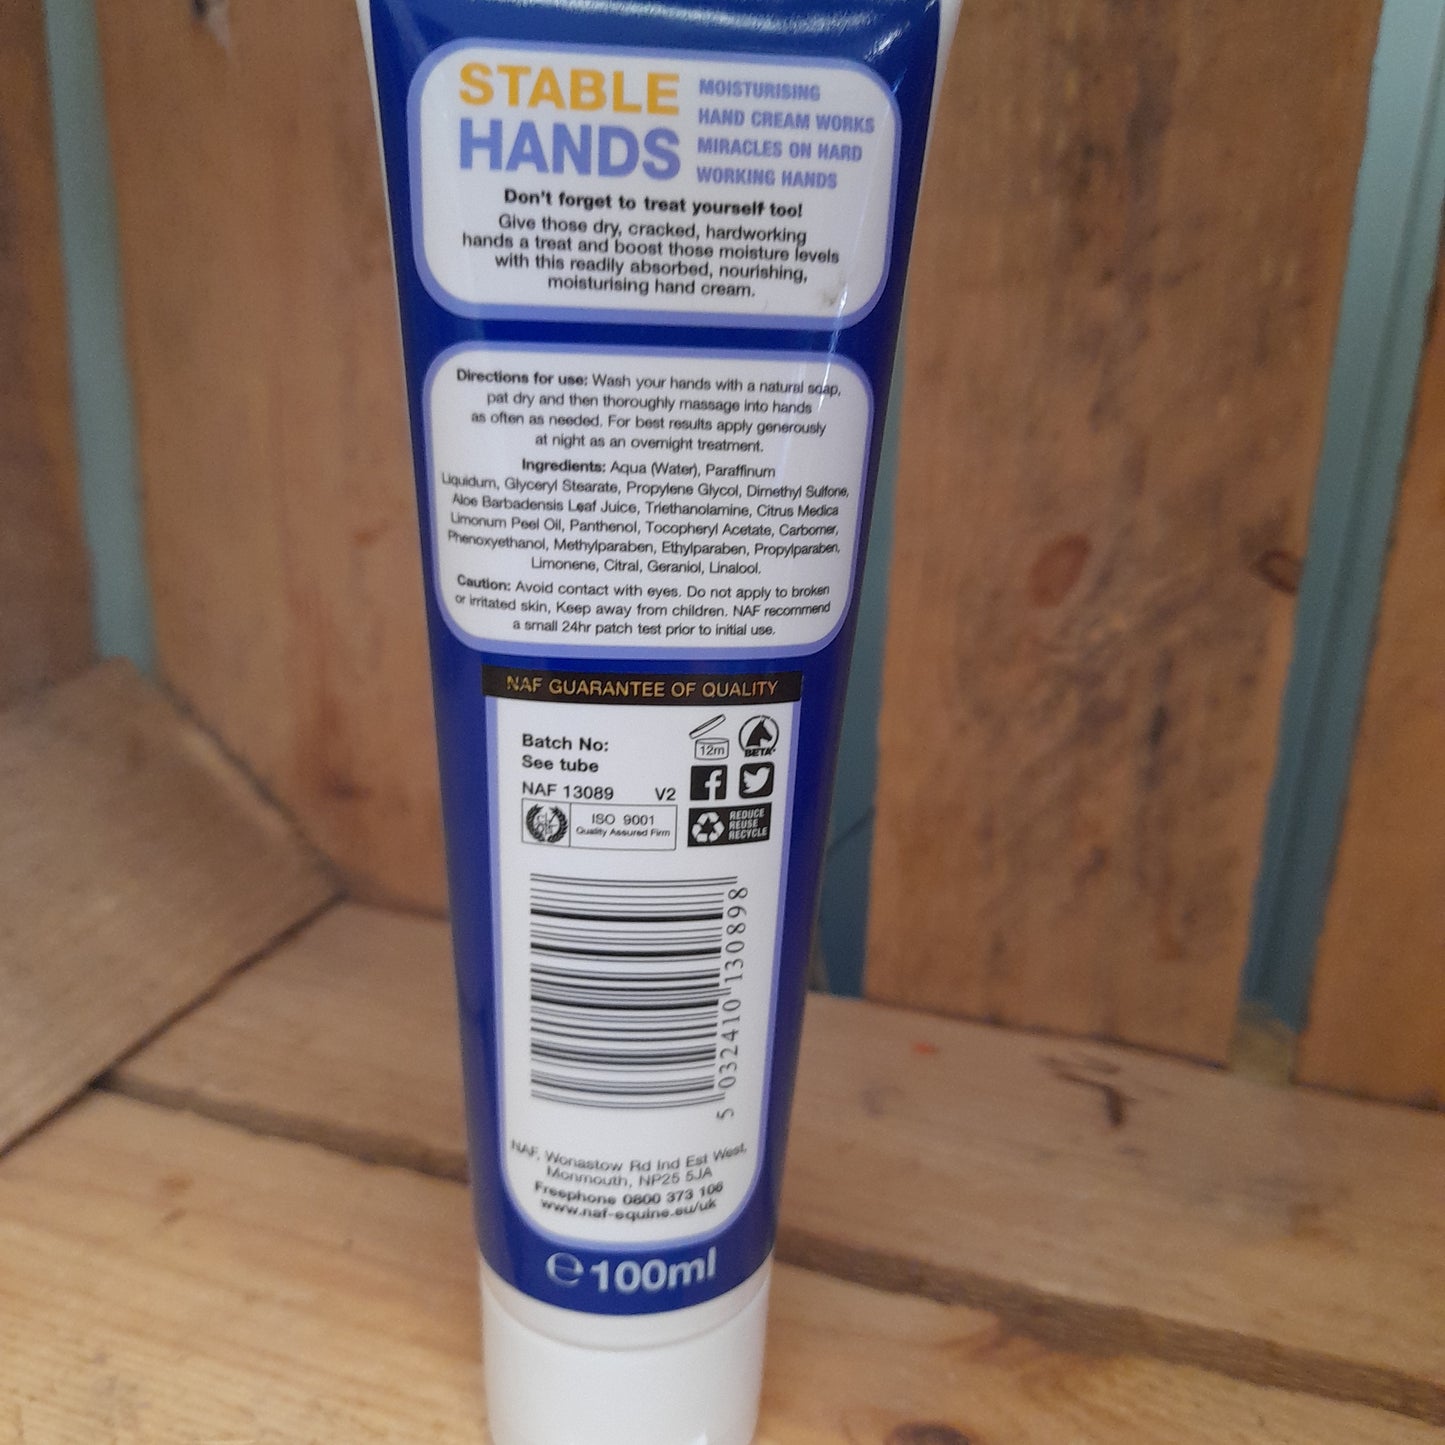 STABLE
HANDS
MOISTURISING
HAND CREAM WORKS
MIRACLES ON HARD
WORKING HANDS
Don't forget to treat yourself too!
Give those dry, cracked, hardworking
hands a treat and boost those moisture levels
with this readily absorbed, nourishing,
moisturising hand cream.
Directions for use: Wash your hands with a natural soap,
pat dry and then thoroughly massage into hands
as often as needed. For best results apply generously
at night as an overnight treatment.
Ingredients: Aqua (Water), Paraffinum
Liquidum, Glyceryl Stearate, Propylene Glycol, Dimethyl Sulfone,
Aloe Barbadensis Leaf Juice, Triethanolamine, Citrus Medica
Limonum Peel Oil, Panthenol, Tocopheryl Acetate, Carbomer,
Phenoxyethanol, Methylparaben, Ethylparaben, Propylparaben,
Limonene, Citral, Geraniol, Linalool.
Caution: Avoid contact with eyes. Do not apply to broken
or irritated skin, Keep away from children. NAF recommend
a small 24hr patch test prior to initial use.
NAF GUARANTEE OF QUALITY
Batch No:
See tube
12m
BETA
NAF 13089 V2
ISO 9001
Quality Assured Firm
REDUCE
REUSE
RECYCLE
5 032410 130898
NAF, Wonastow Rd Ind Est West,
Monmouth, NP25 5JA
Freephone 0800 373 106
www.naf-equine.eu/uk
e100ml